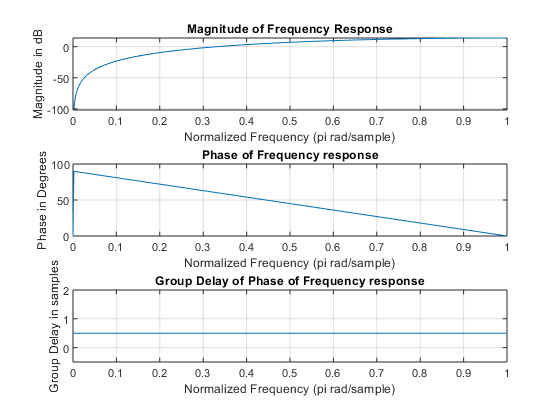 Magnitude of Frequency Response
Magnitude in dB
0
-50
-100
0 0.1 0.2 0.3 0.4 0.5 0.6 0.7 0.8 0.9 1
Normalized Frequency (pi rad/sample)
Phase of Frequency response
Phase in Degrees
100
50
0
0 0.1 0.2 0.3 0.4 0.5 0.6 0.7 0.8 0.9 1
Normalized Frequency (pi rad/sample)
Group Delay of Phase of Frequency response
Group Delay in samples
2
1
0
0 0.1 0.2 0.3 0.4 0.5 0.6 0.7 0.8 0.9 1
Normalized Frequency (pi rad/sample)